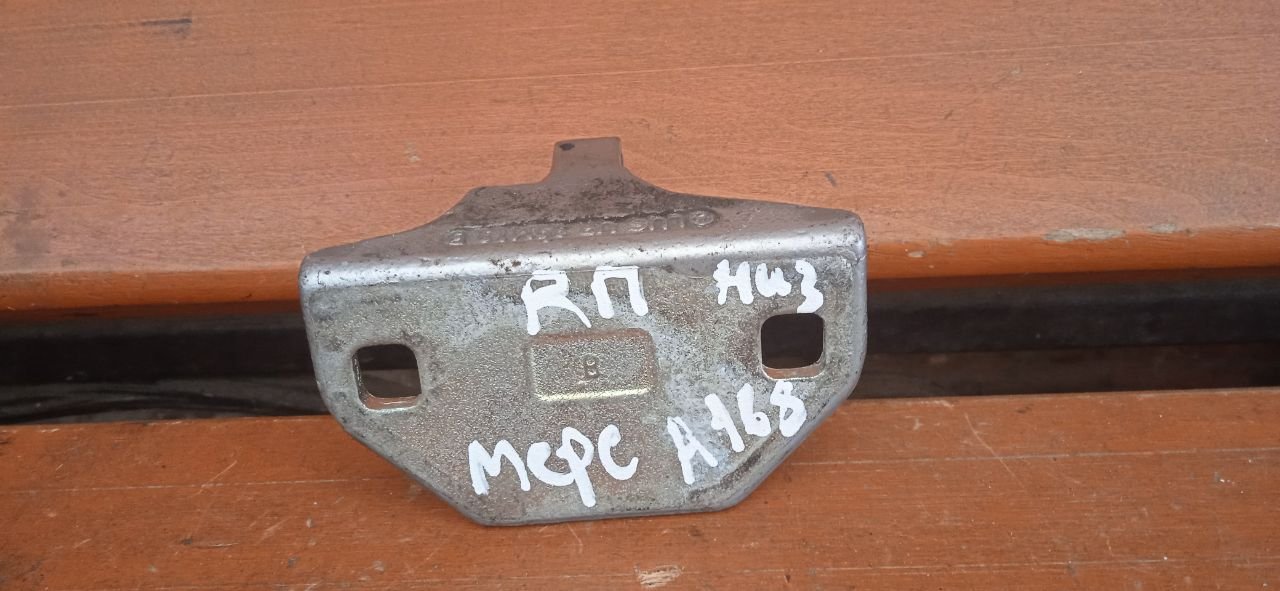 RП низ
B
Мерс A168